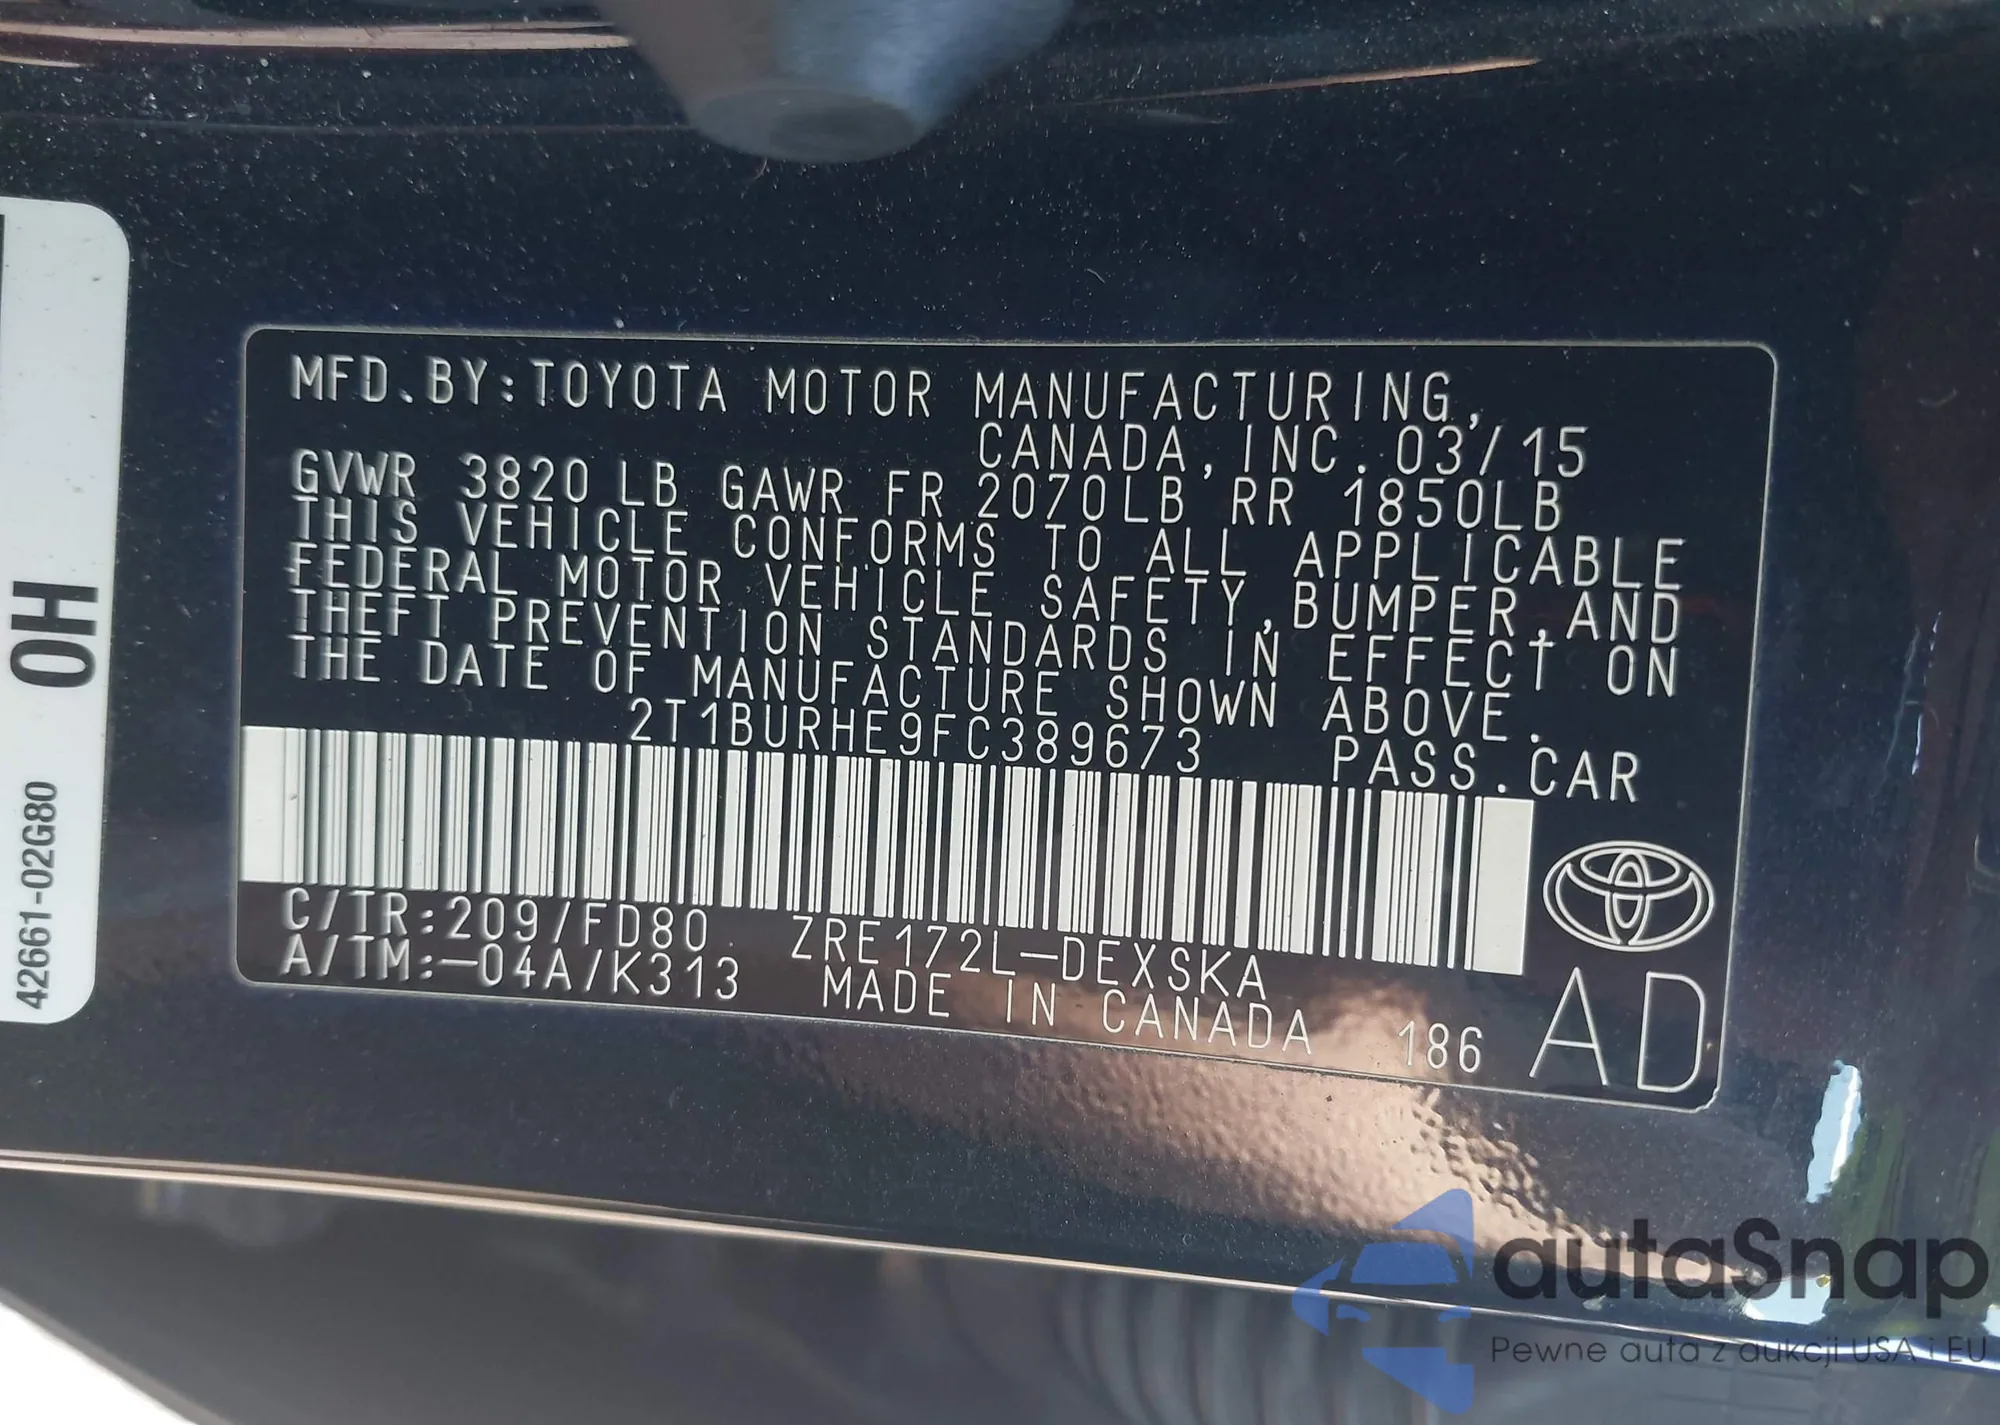 MFD.BY:TOYOTA MOTOR MANUFACTURING,
CANADA,INC. 03/15
GVWR 3820 LB GAWR FR 2070LB RR 1850LB
THIS VEHICLE CONFORMS TO ALL APPLICABLE
FEDERAL MOTOR VEHICLE SAFETY,BUMPER,AND
THEFT PREVENTION STANDARDS IN EFFECT ON
THE DATE OF MANUFACTURE SHOWN ABOVE.
2T1BURHE9FC389673 PASS.CAR
C/TR:209/FD80 ZRE172L-DEXSKA
A/TM:-04A/K313 MADE IN CANADA 186
AD
0H
42661-02G80
autaSnap
Pewne auta z aukcji USA i EU